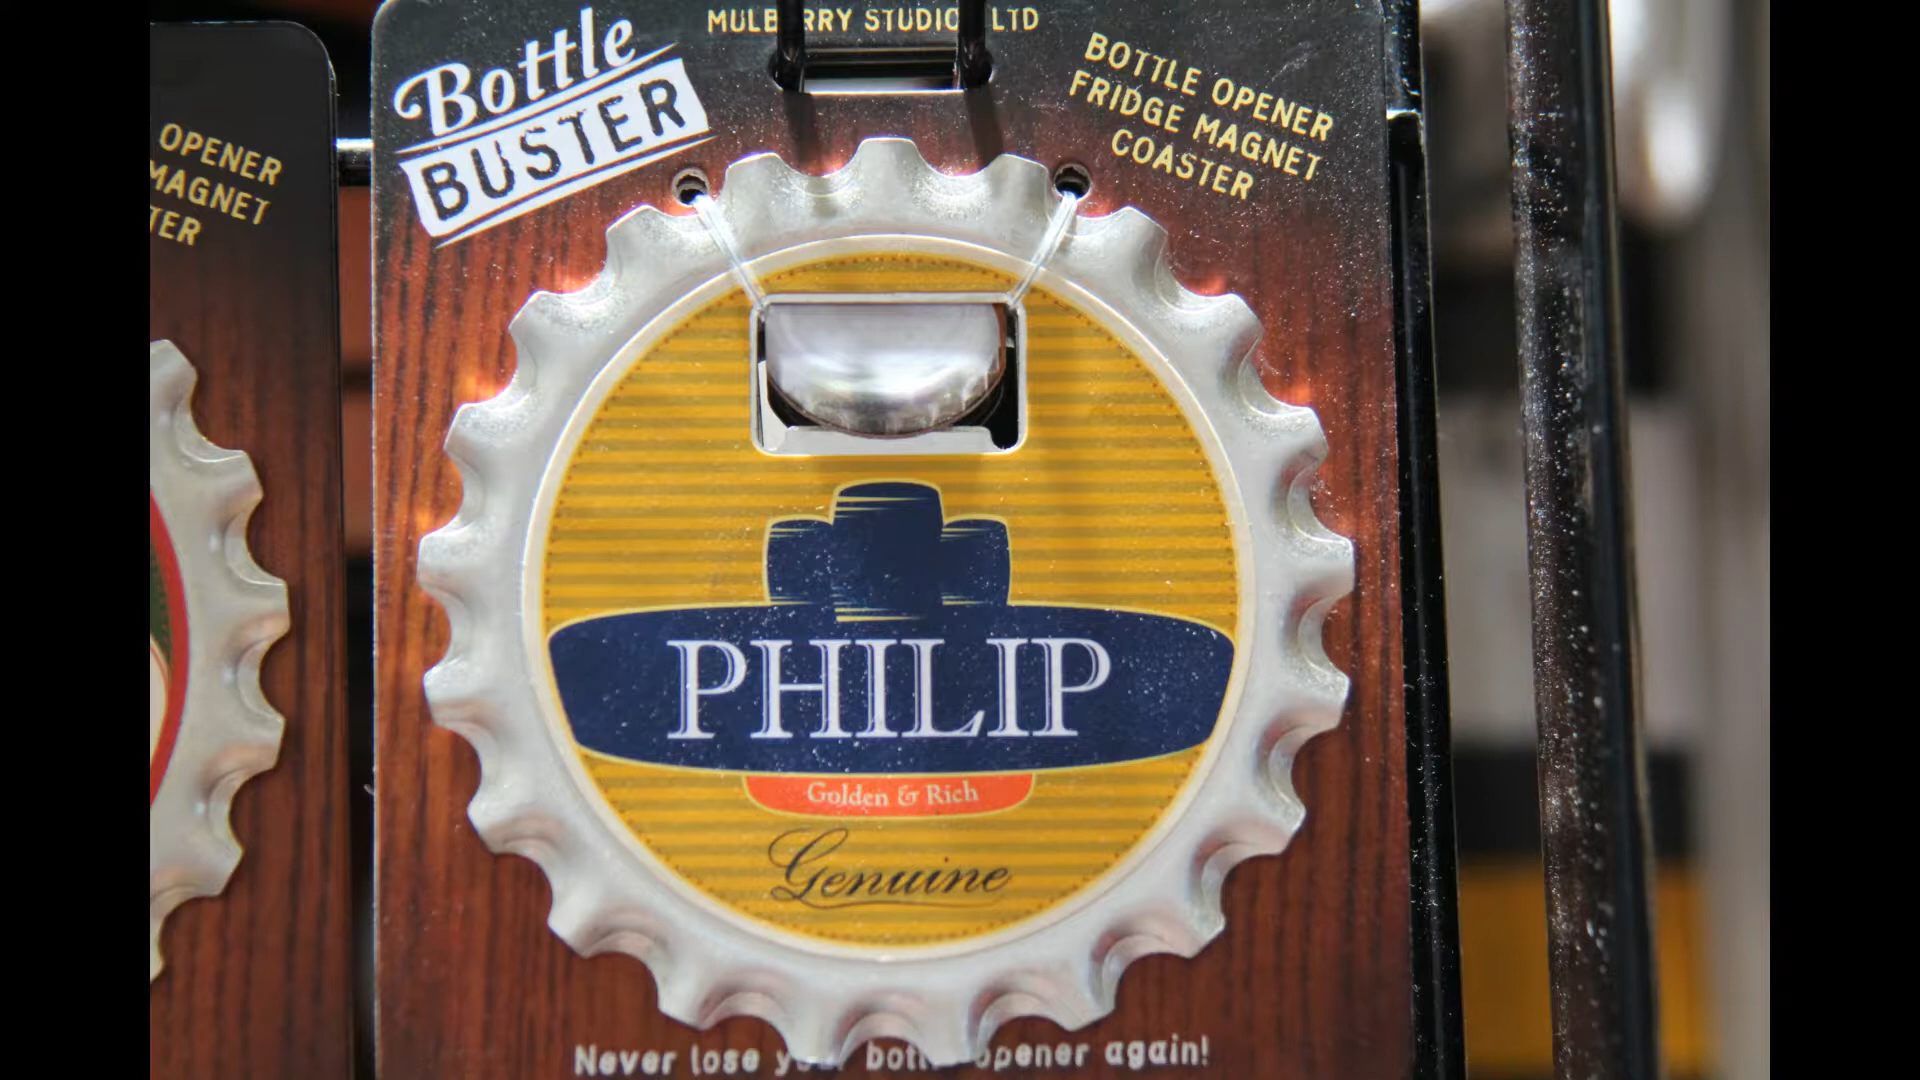 OPENER
MAGNET
Bottle
BUSTER
MULBERRY STUDIO LTD
BOTTLE OPENER
FRIDGE MAGNET
COASTER
PHILIP
Golden & Rich
Genuine
Never lose your bottle opener again!